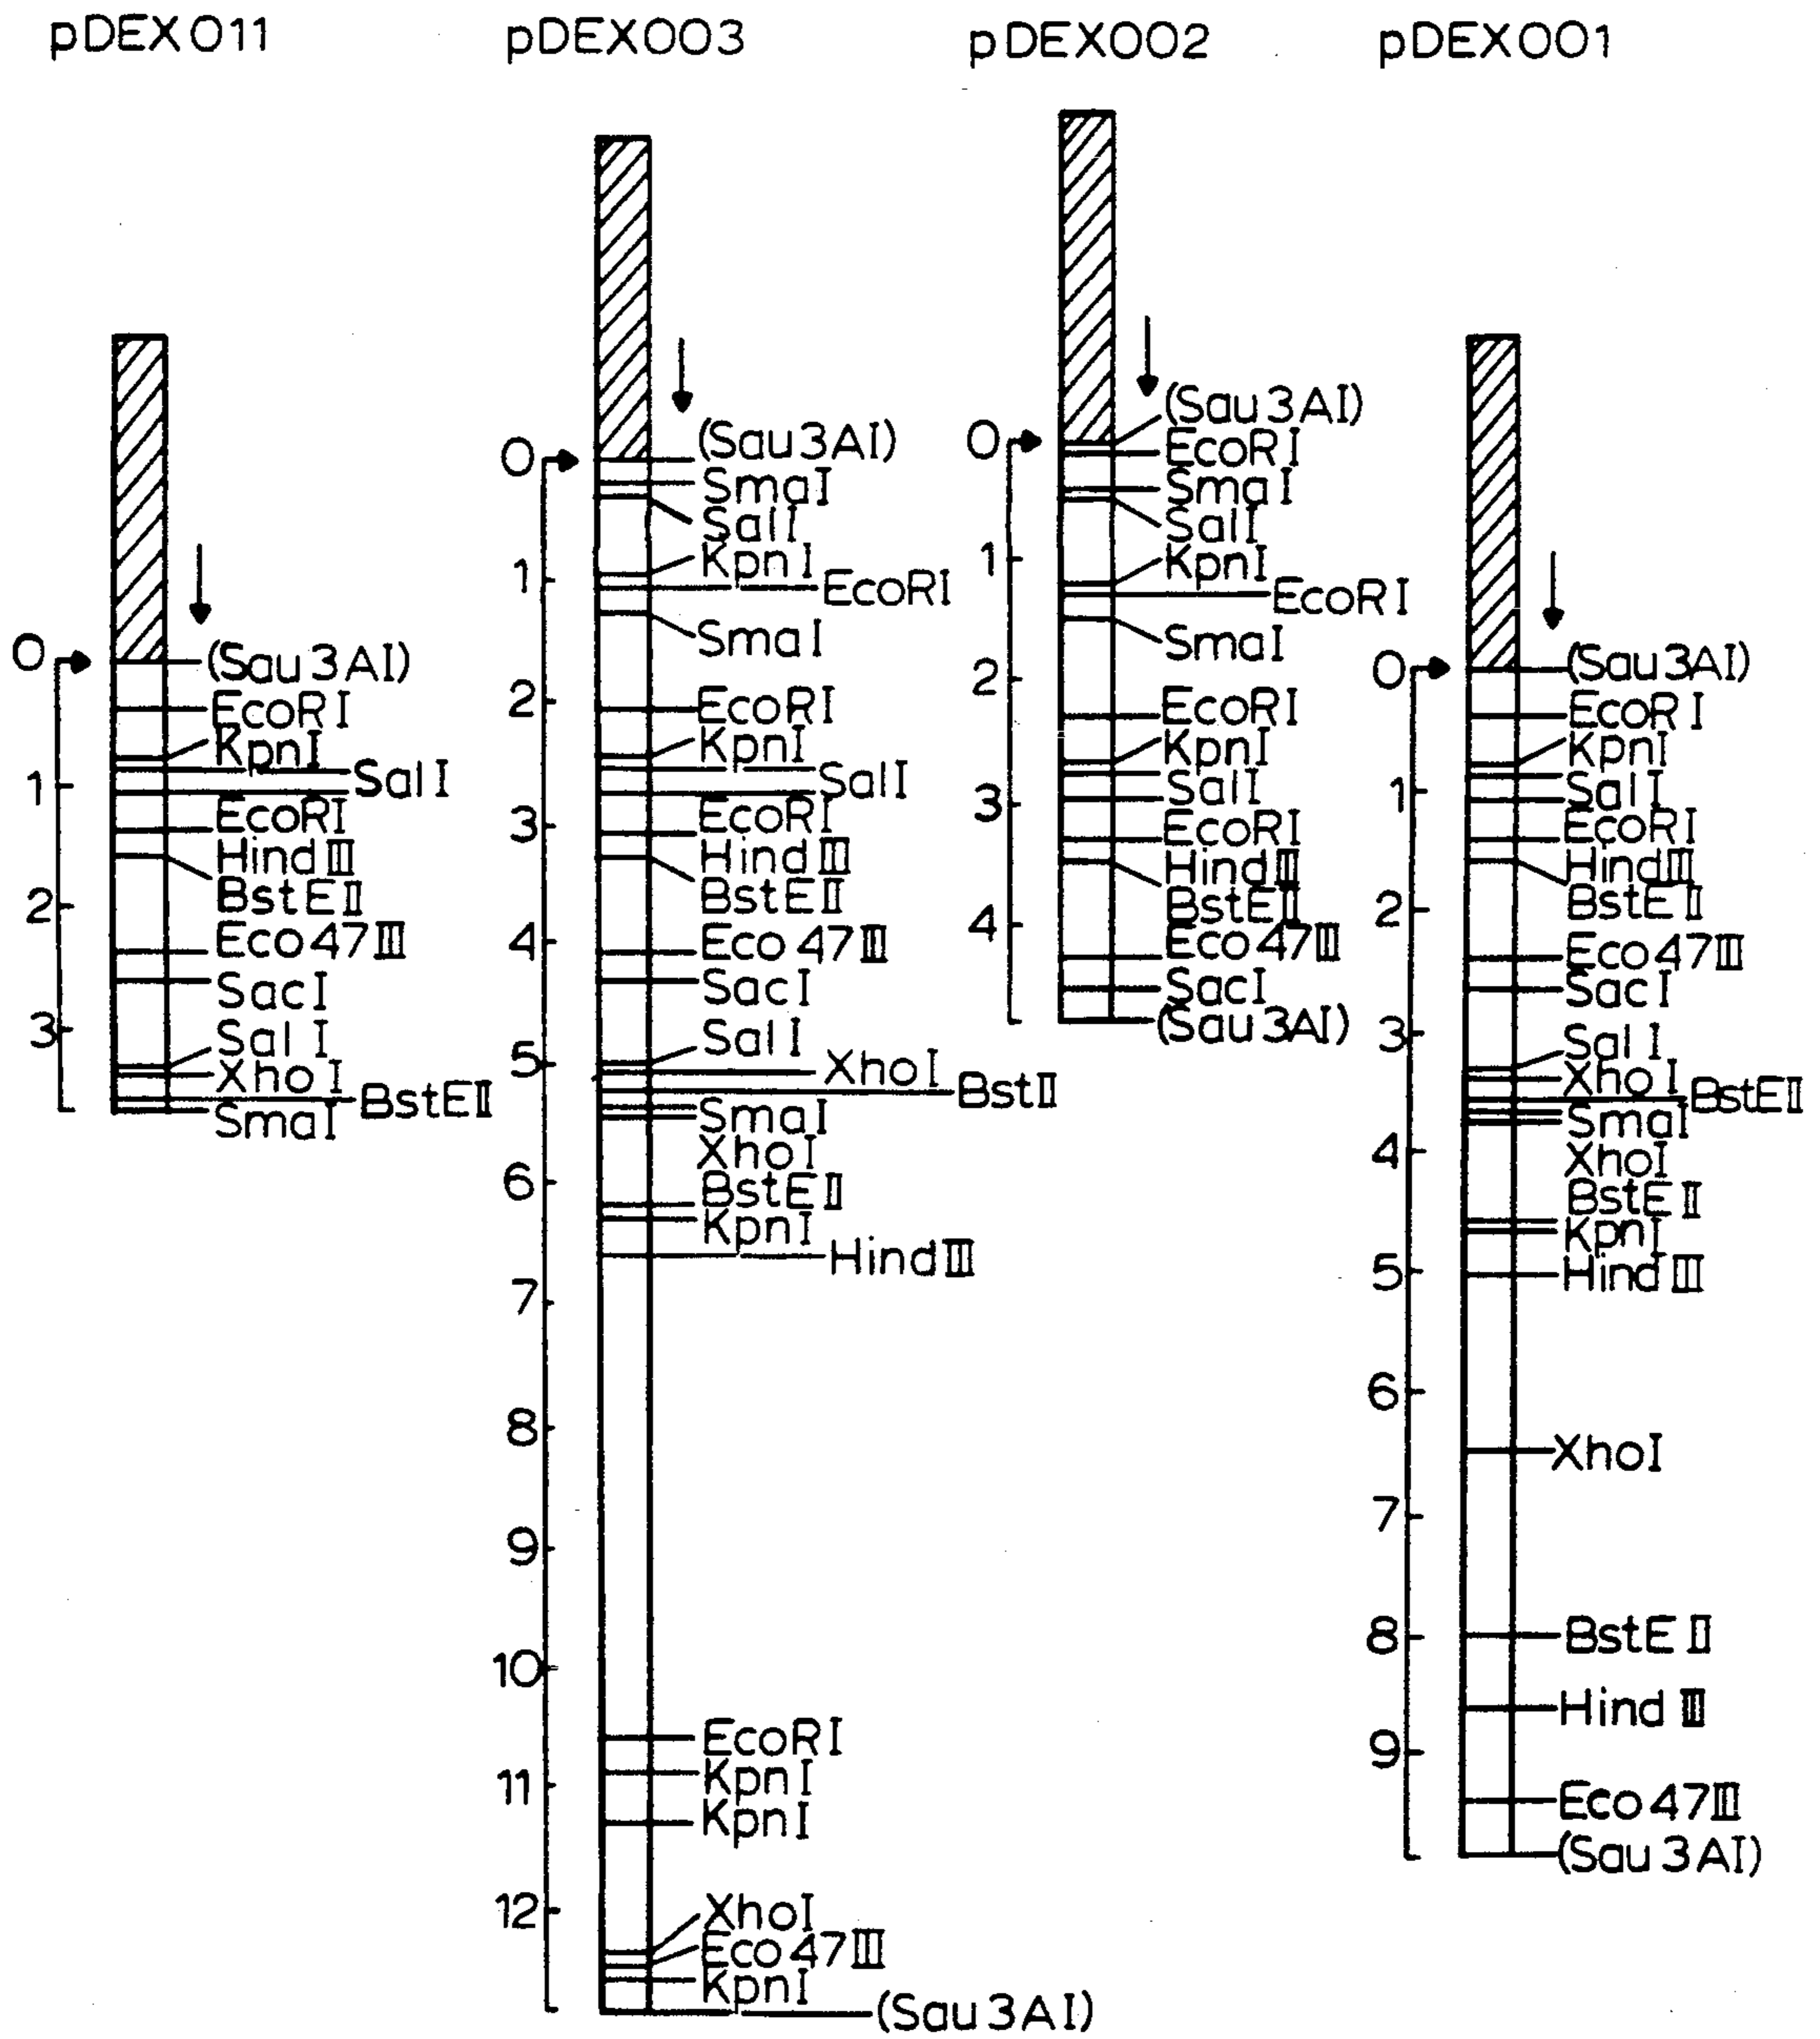 pDEX011
0
1
2
3
(Sau3AI)
EcoRI
KpnI
SalI
EcoRI
HindIII
BstEII
Eco47III
SacI
SalI
XhoI
BstEII
SmaI
pDEX003
0
1
2
3
4
5
6
7
8
9
10
11
12
(Sau3AI)
SmaI
SalI
KpnI
EcoRI
SmaI
EcoRI
KpnI
SalI
EcoRI
HindIII
BstEII
Eco47III
SacI
SalI
XhoI
BstII
SmaI
XhoI
BstEII
KpnI
HindIII
EcoRI
KpnI
KpnI
XhoI
Eco47III
KpnI
(Sau3AI)
pDEX002
0
1
2
3
4
(Sau3AI)
EcoRI
SmaI
SalI
KpnI
EcoRI
SmaI
EcoRI
KpnI
SalI
EcoRI
HindIII
BstEII
Eco47III
SacI
(Sau3AI)
pDEX001
0
1
2
3
4
5
6
7
8
9
(Sau3AI)
EcoRI
KpnI
SalI
EcoRI
HindIII
BstEII
Eco47III
SacI
SalI
XhoI
BstEII
SmaI
XhoI
BstEII
KpnI
HindIII
XhoI
BstEII
HindIII
Eco47III
(Sau3AI)